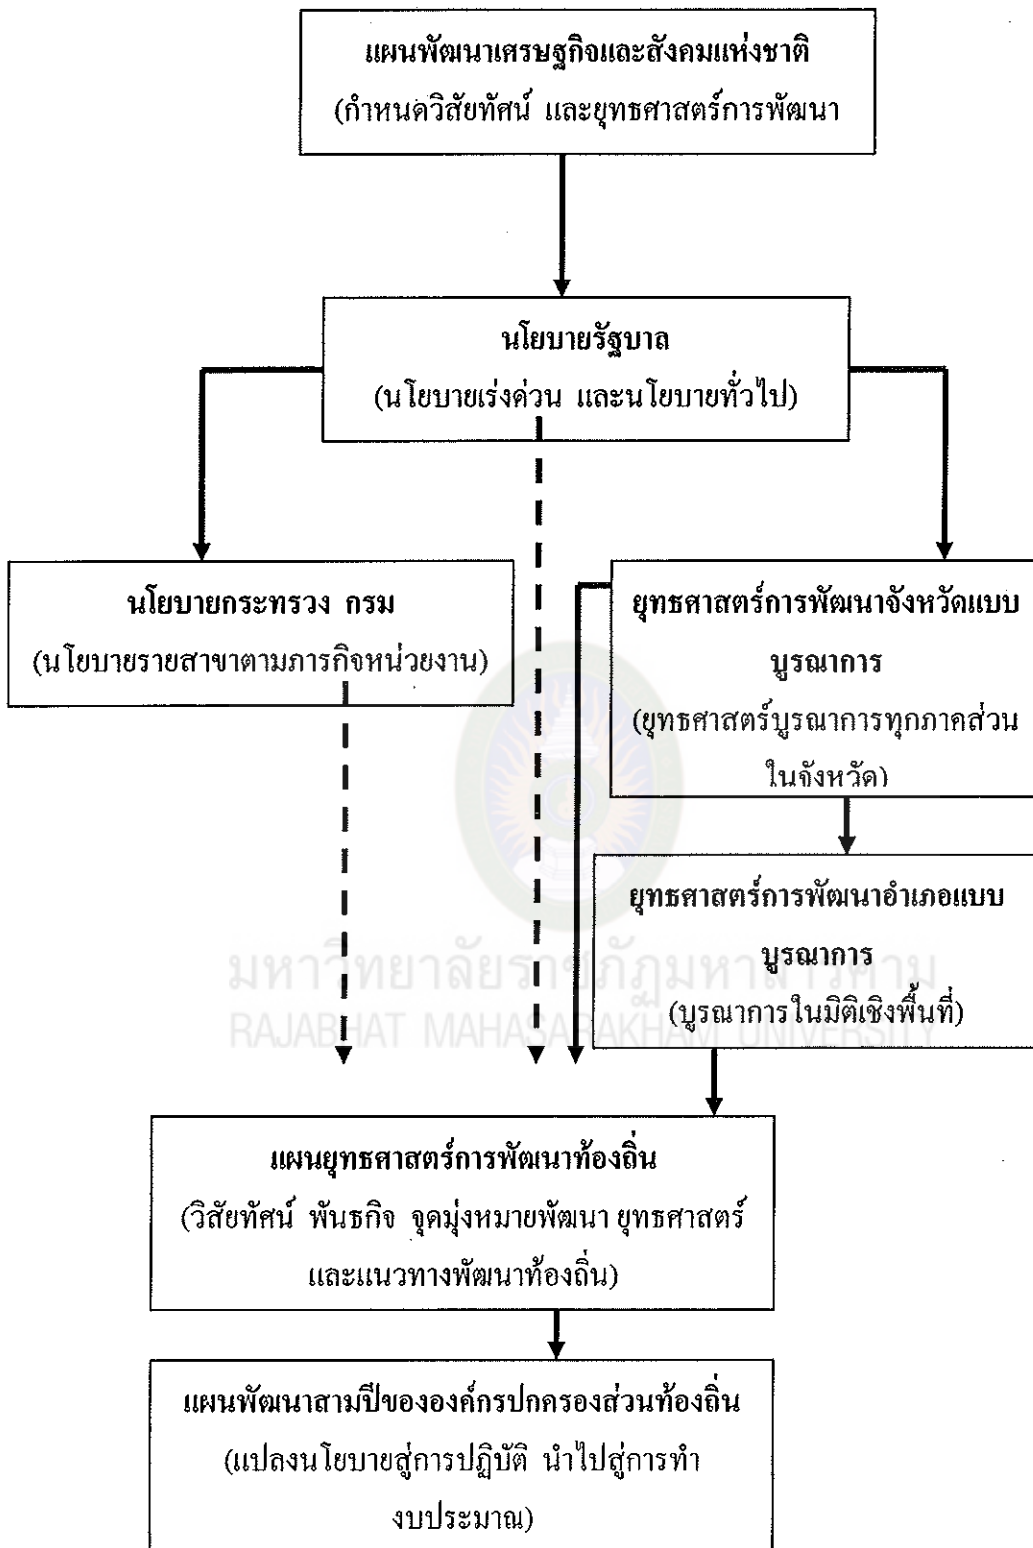 แผนพัฒนาเศรษฐกิจและสังคมแห่งชาติ
(กำหนดวิสัยทัศน์ และยุทธศาสตร์การพัฒนา
นโยบายรัฐบาล
(นโยบายเร่งด่วน และนโยบายทั่วไป)
นโยบายกระทรวง กรม
(นโยบายรายสาขาตามภารกิจหน่วยงาน)
ยุทธศาสตร์การพัฒนาจังหวัดแบบ
บูรณาการ
(ยุทธศาสตร์บูรณาการทุกภาคส่วน
ในจังหวัด)
ยุทธศาสตร์การพัฒนาอำเภอแบบ
บูรณาการ
(บูรณาการในมิติเชิงพื้นที่)
มหาวิทยาลัยราชภัฏมหาสารคาม
RAJABHAT MAHASARAKHAM UNIVERSITY
แผนยุทธศาสตร์การพัฒนาท้องถิ่น
(วิสัยทัศน์ พันธกิจ จุดมุ่งหมายพัฒนา ยุทธศาสตร์
และแนวทางพัฒนาท้องถิ่น)
แผนพัฒนาสามปีขององค์กรปกครองส่วนท้องถิ่น
(แปลงนโยบายสู่การปฏิบัติ นำไปสู่การทำ
งบประมาณ)